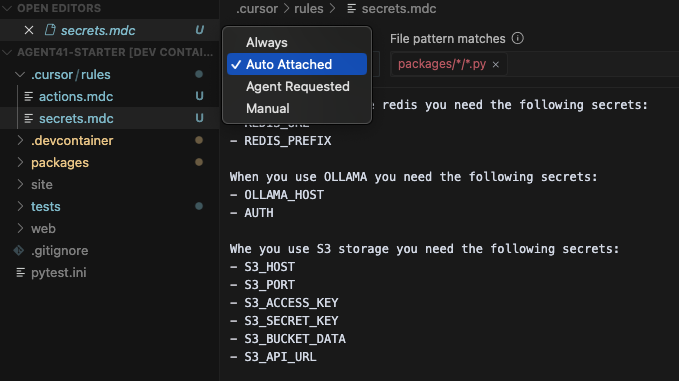 OPEN EDITORS
secrets.mdc U
AGENT41-STARTER [DEV CONTAI...
.cursor/rules
actions.mdc U
secrets.mdc U
.devcontainer
packages
site
tests
web
.gitignore
pytest.ini
.cursor > rules > secrets.mdc
Always
Auto Attached
Agent Requested
Manual
File pattern matches
packages/*/*.py ×
redis you need the following secrets:
- REDIS_PREFIX
When you use OLLAMA you need the following secrets:
- OLLAMA_HOST
- AUTH
Whe you use S3 storage you need the following secrets:
- S3_HOST
- S3_PORT
- S3_ACCESS_KEY
- S3_SECRET_KEY
- S3_BUCKET_DATA
- S3_API_URL